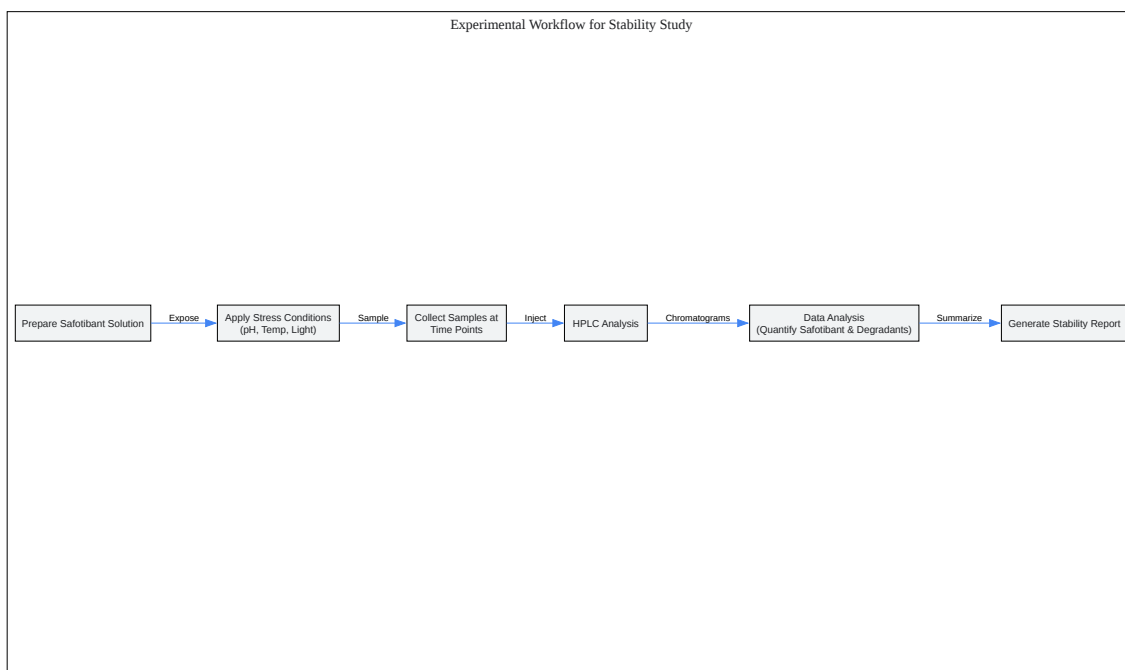 Experimental Workflow for Stability Study
Prepare Safotibant Solution
Expose
Apply Stress Conditions
(pH, Temp, Light)
Sample
Collect Samples at
Time Points
Inject
HPLC Analysis
Chromatograms
Data Analysis
(Quantify Safotibant & Degradants)
Summarize
Generate Stability Report